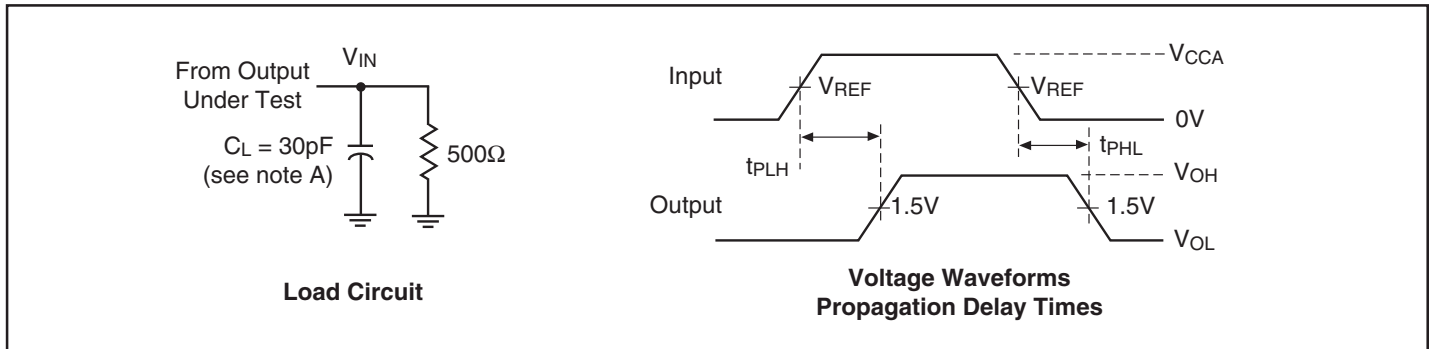 V_IN
From Output
Under Test
C_L = 30pF
(see note A)
500Ω
Load Circuit
Input
V_REF
V_REF
V_CCA
0V
t_PLH
t_PHL
Output
1.5V
1.5V
V_OH
V_OL
Voltage Waveforms
Propagation Delay Times